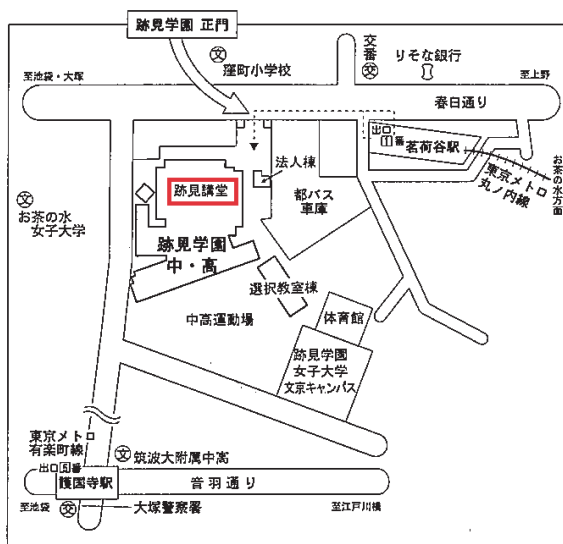 跡見学園 正門
文
窪町小学校
交番
交
りそな銀行
至池袋・大塚
至上野
春日通り
出口
1番
茗荷谷駅
法人棟
東京メトロ
丸ノ内線
お茶の水方面
跡見講堂
都バス
車庫
文
お茶の水
女子大学
跡見学園
中・高
選択教室棟
中高運動場
体育館
跡見学園
女子大学
文京キャンパス
東京メトロ
有楽町線
文
筑波大附属中高
出口5番
護国寺駅
音羽通り
至池袋
交
大塚警察署
至江戸川橋